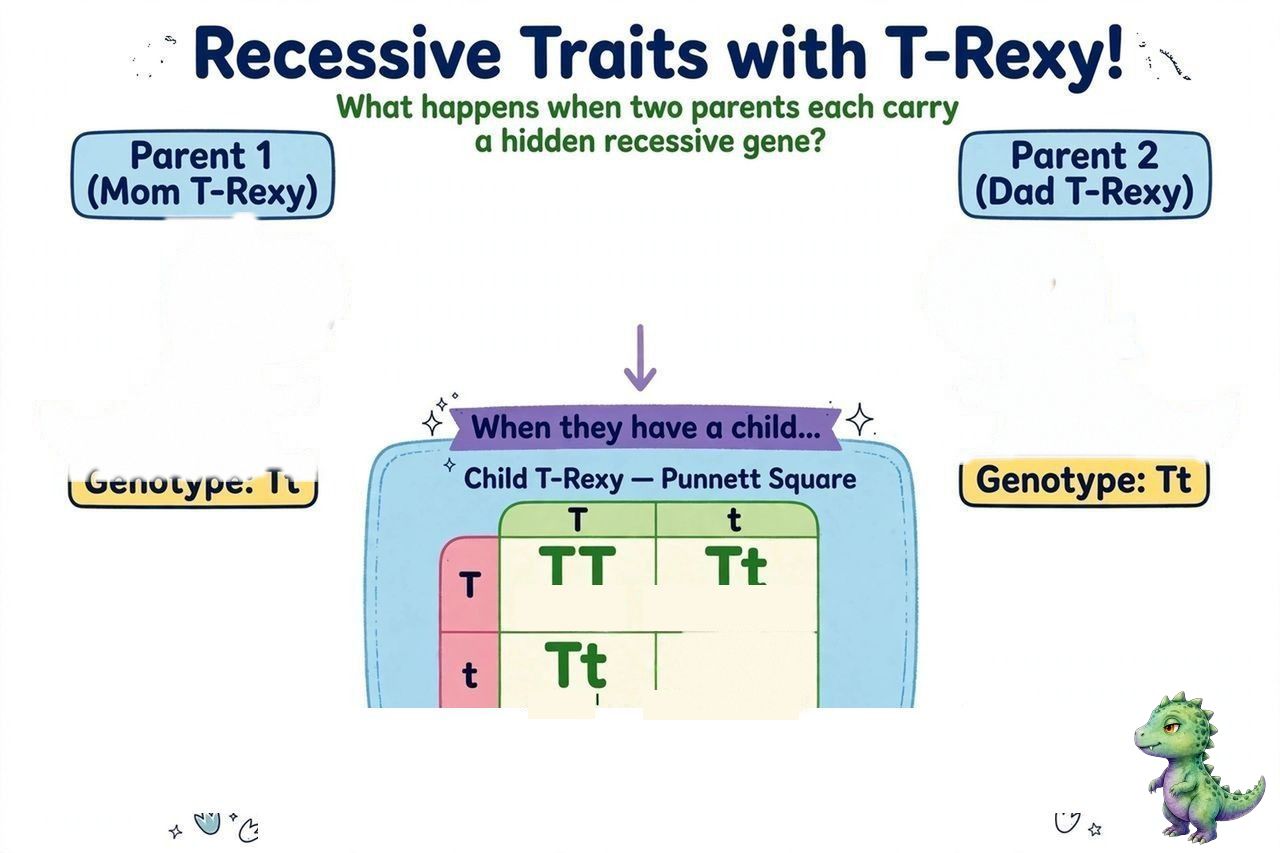 Recessive Traits with T-Rexy!
What happens when two parents each carry
a hidden recessive gene?
Parent 1
(Mom T-Rexy)
Parent 2
(Dad T-Rexy)
Genotype: Tt
Genotype: Tt
When they have a child...
Child T-Rexy — Punnett Square
T t
T TT Tt
t Tt